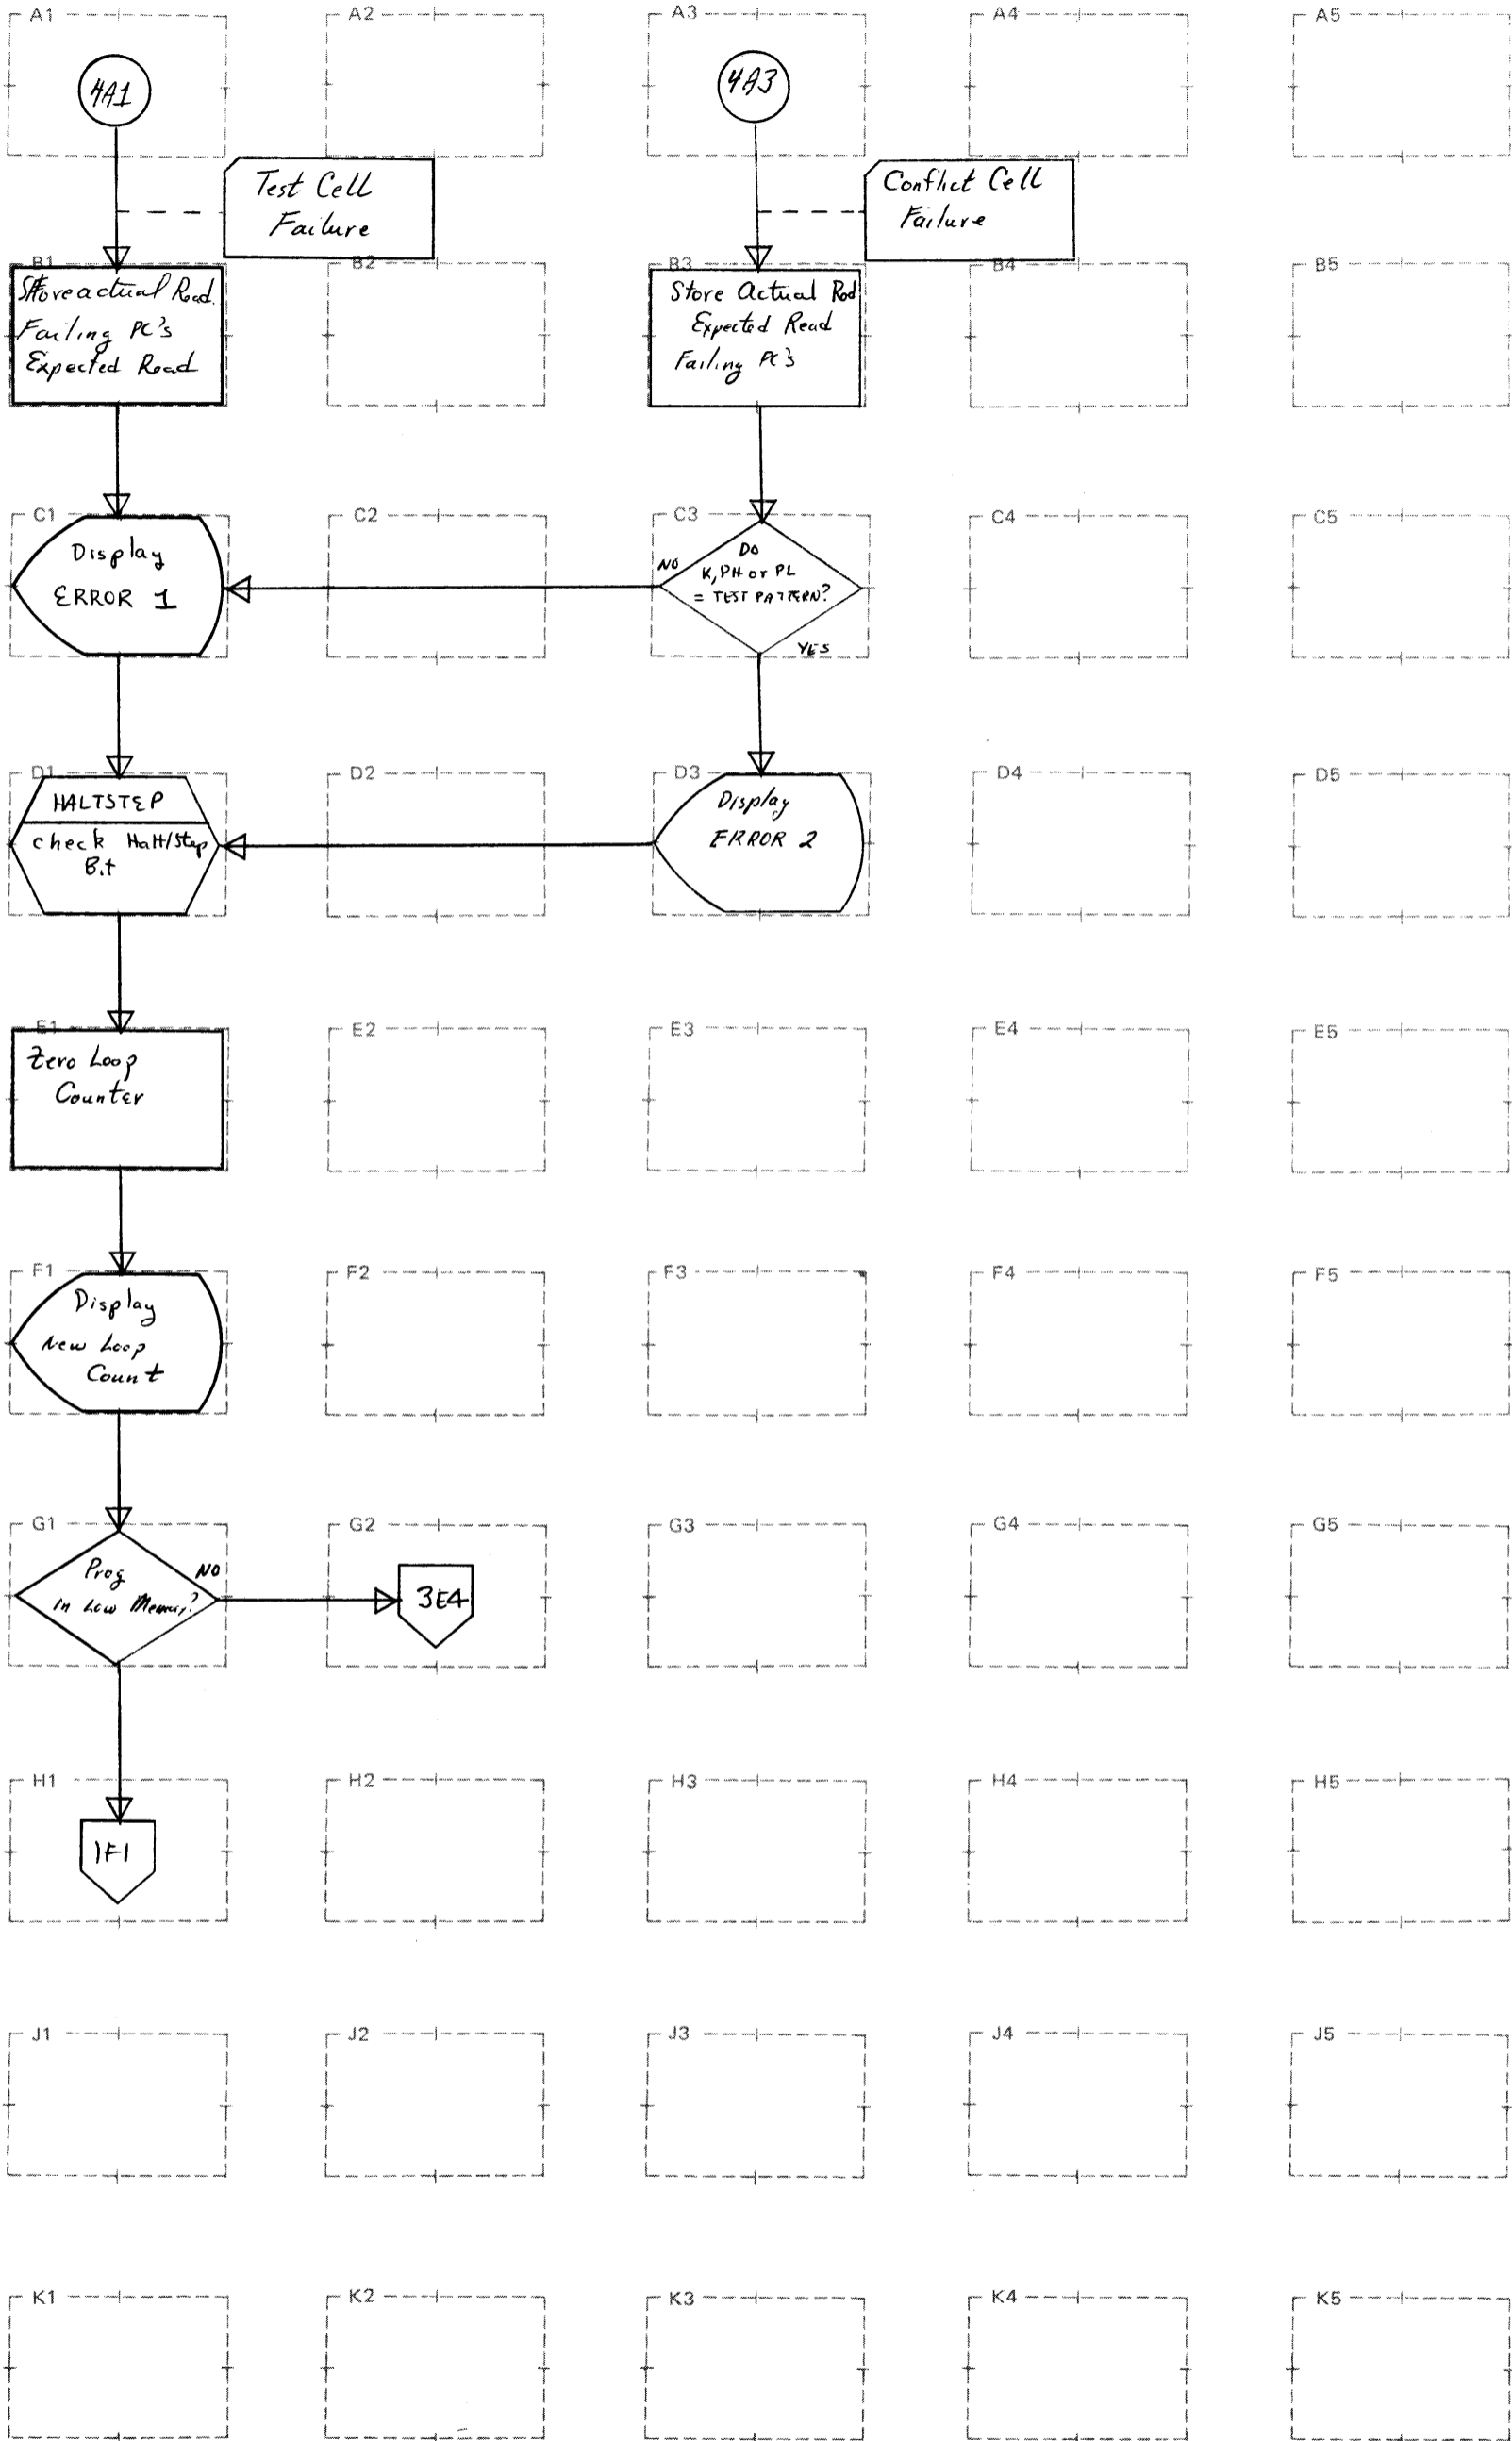 A1
A2
A3
A4
A5
4A1
4A3
Test Cell
Failure
Conflict Cell
Failure
B1
B2
B3
B4
B5
Store actual Read
Failing PC's
Expected Read
Store Actual Rod
Expected Read
Failing PC's
C1
C2
C3
C4
C5
Display
ERROR 1
NO
DO
K, PH or PL
= TEST PATTERN?
YES
D1
D2
D3
D4
D5
HALTSTEP
check Halt/Step
Bit
Display
ERROR 2
E1
E2
E3
E4
E5
Zero Loop
Counter
F1
F2
F3
F4
F5
Display
New Loop
Count
G1
G2
G3
G4
G5
Prog
in Low Memory?
NO
3E4
H1
H2
H3
H4
H5
1F1
J1
J2
J3
J4
J5
K1
K2
K3
K4
K5